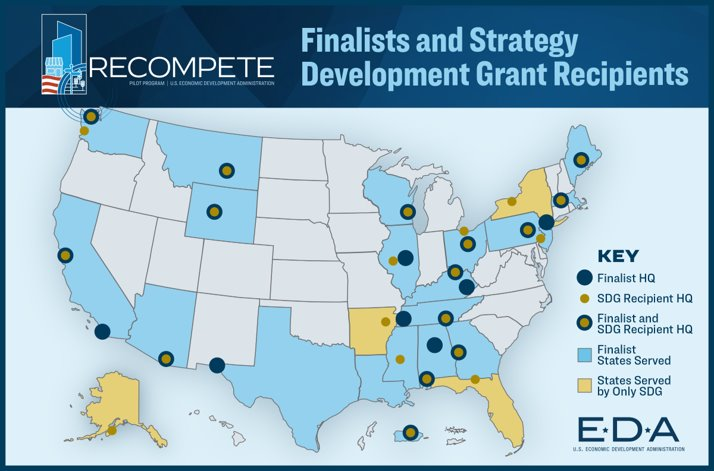 RECOMPETE
PILOT PROGRAM | U.S. ECONOMIC DEVELOPMENT ADMINISTRATION
Finalists and Strategy
Development Grant Recipients
KEY
Finalist HQ
SDG Recipient HQ
Finalist and
SDG Recipient HQ
Finalist
States Served
States Served
by Only SDG
E★D★A
U.S. ECONOMIC DEVELOPMENT ADMINISTRATION